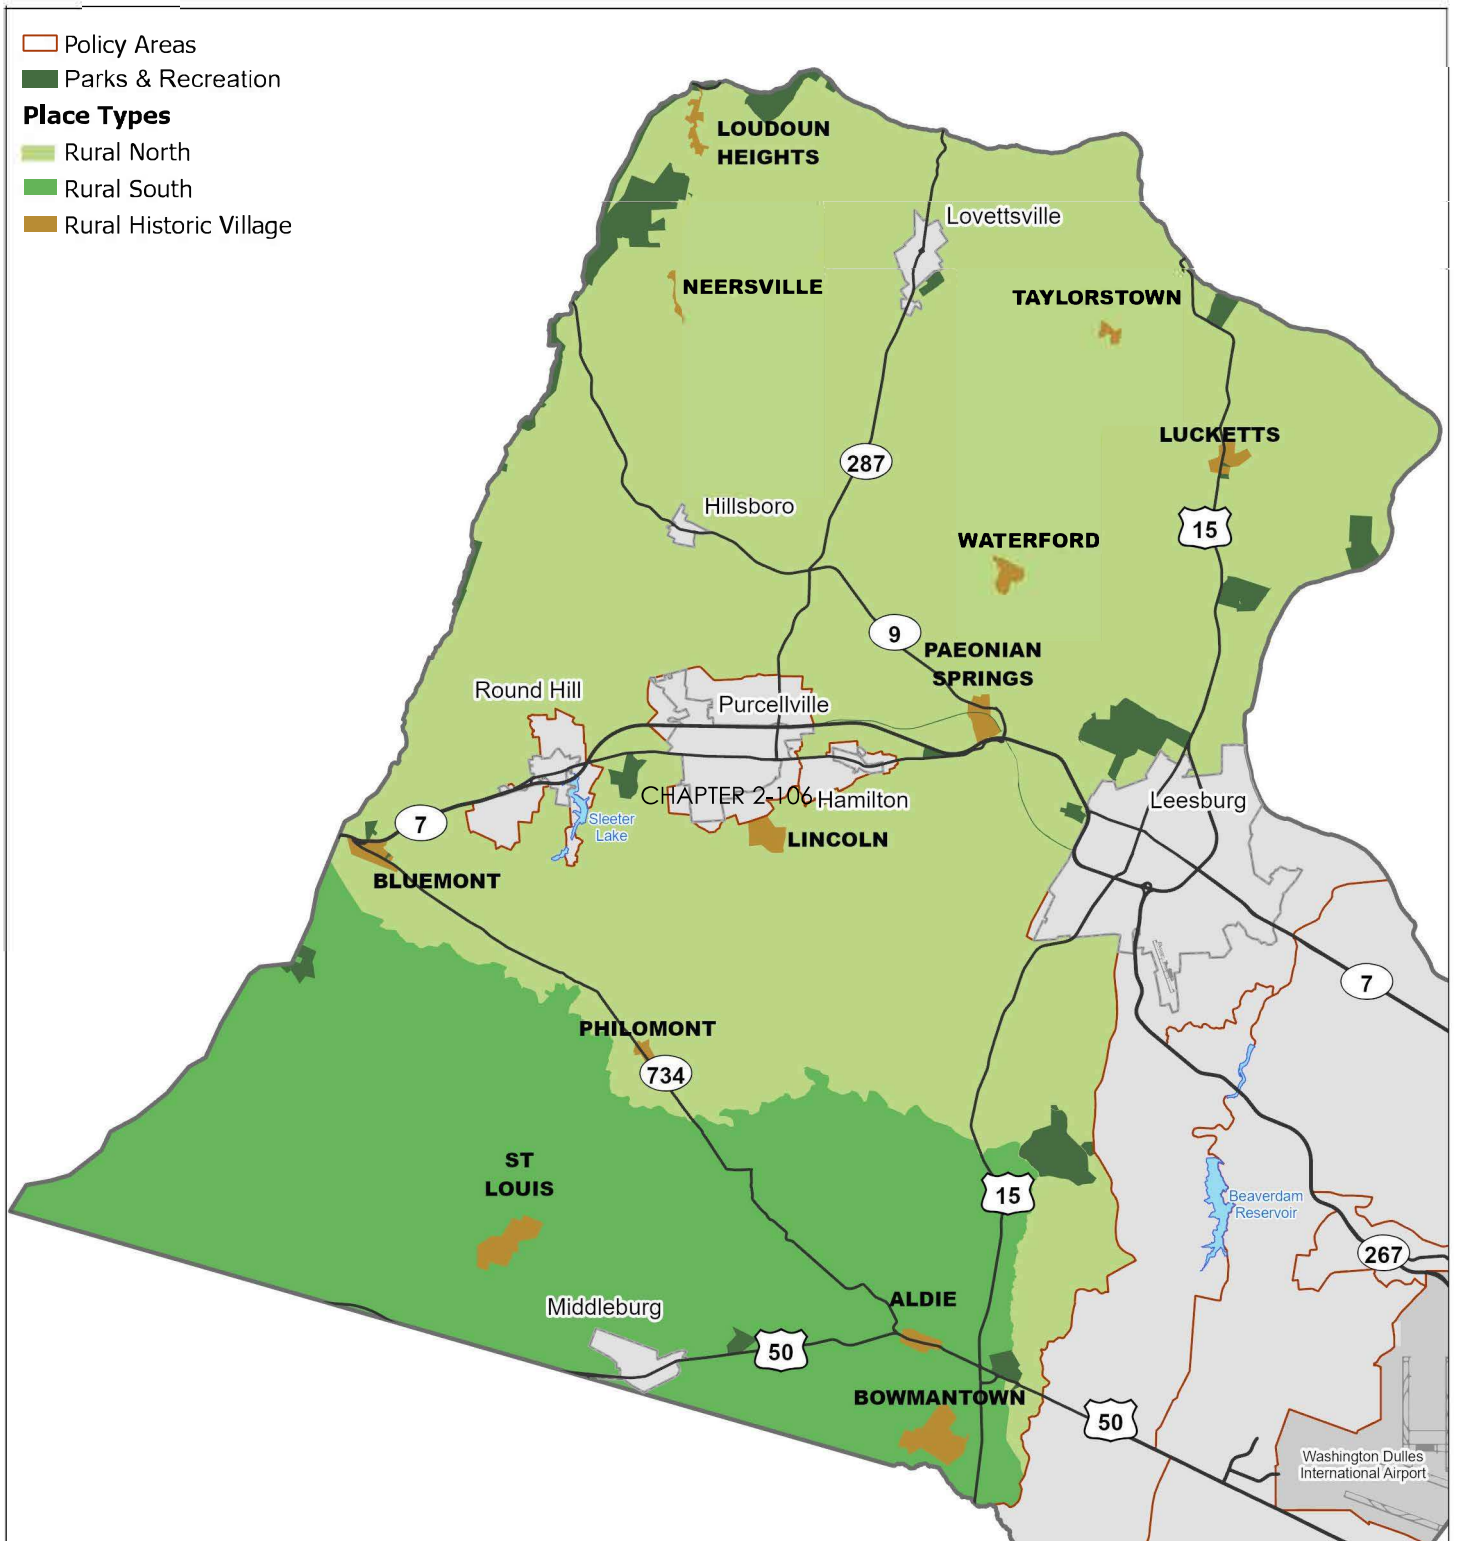 Policy Areas
Parks & Recreation
Place Types
Rural North
Rural South
Rural Historic Village
LOUDOUN
HEIGHTS
Lovettsville
NEERSVILLE
TAYLORSTOWN
LUCKETTS
287
Hillsboro
15
WATERFORD
9
PAEONIAN
SPRINGS
Round Hill
Purcellville
CHAPTER 2-106
Hamilton
Leesburg
7
Sleeter
Lake
LINCOLN
BLUEMONT
7
PHILOMONT
734
ST
LOUIS
15
Beaverdam
Reservoir
267
ALDIE
Middleburg
50
BOWMANTOWN
50
Washington Dulles
International Airport